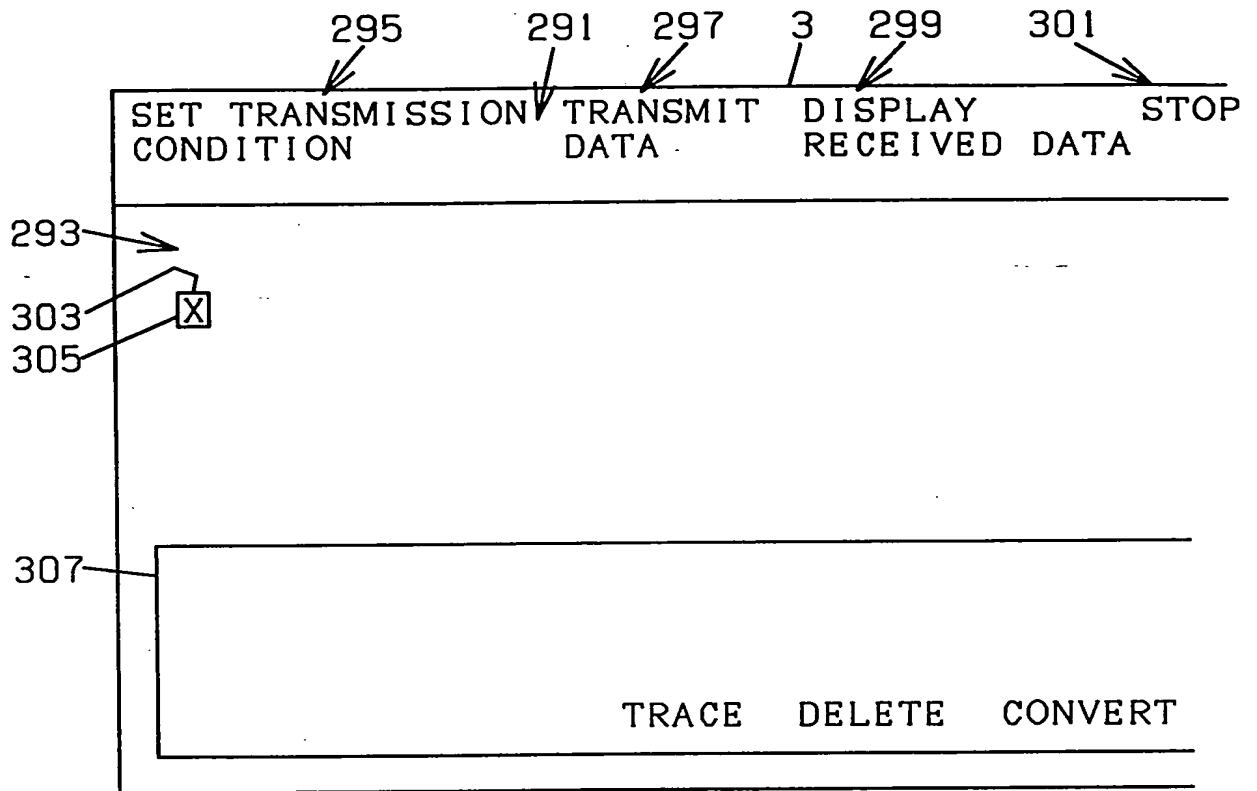 295 291 297 3 299 301
SET TRANSMISSION TRANSMIT DISPLAY STOP
CONDITION DATA RECEIVED DATA
293
303
X
305
307
TRACE DELETE CONVERT